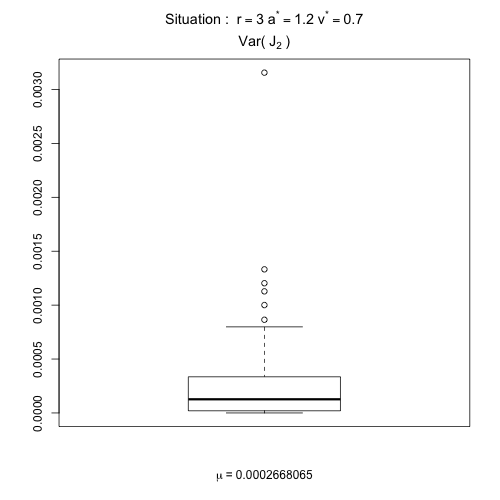 Situation : r = 3 a* = 1.2 v* = 0.7
Var( J₂ )
0.0030
0.0025
0.0020
0.0015
0.0010
0.0005
0.0000
μ = 0.0002668065